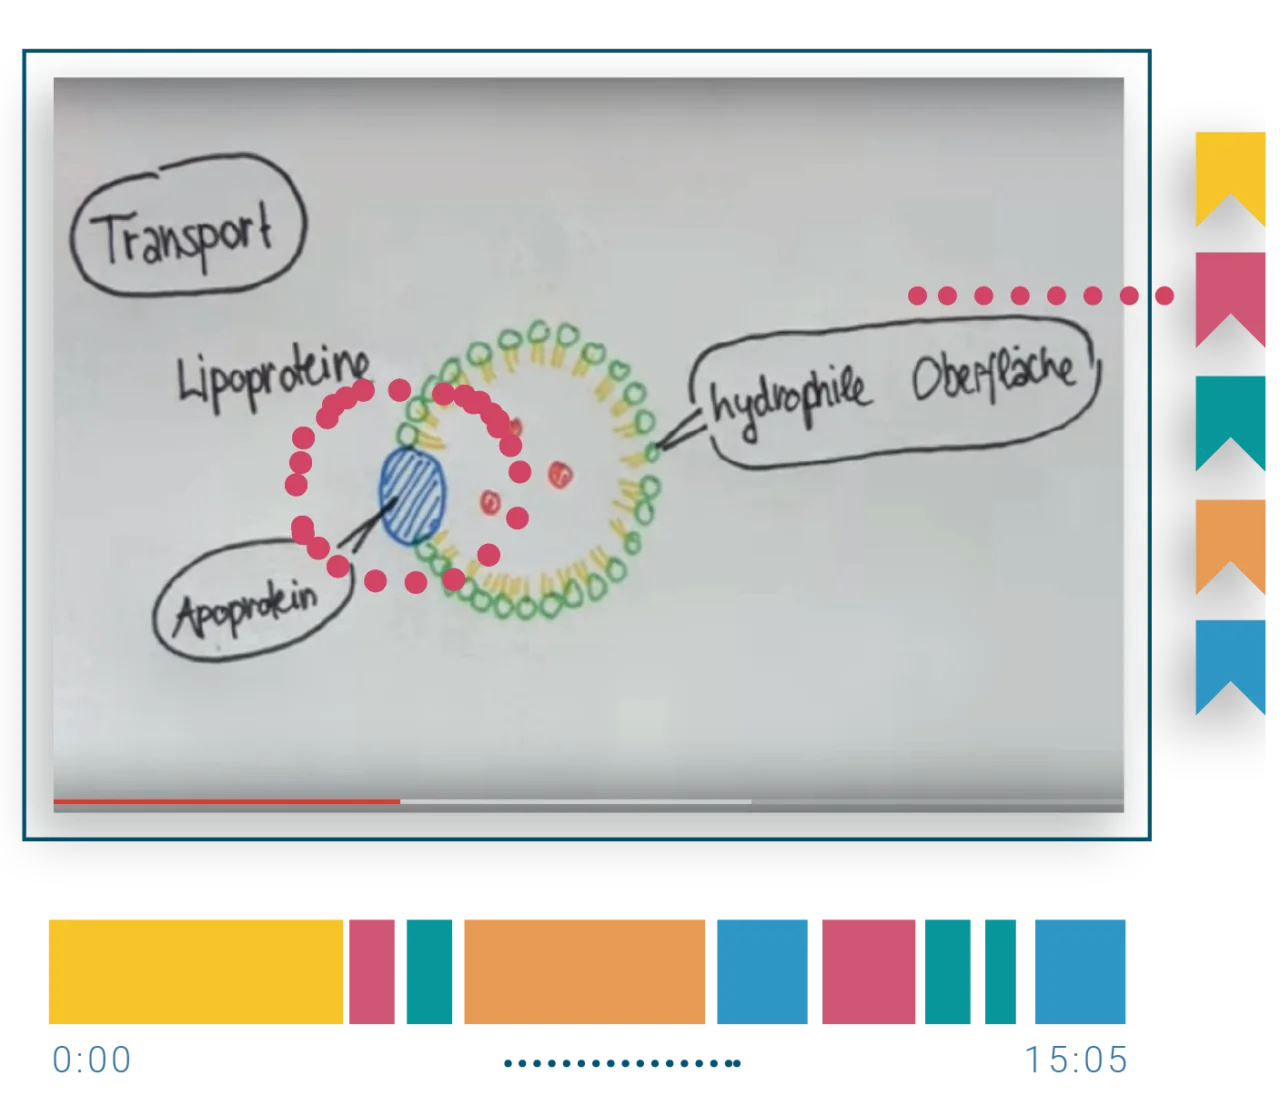 Transport
Lipoproteine
hydrophile Oberfläche
Apoprotein
0:00
15:05